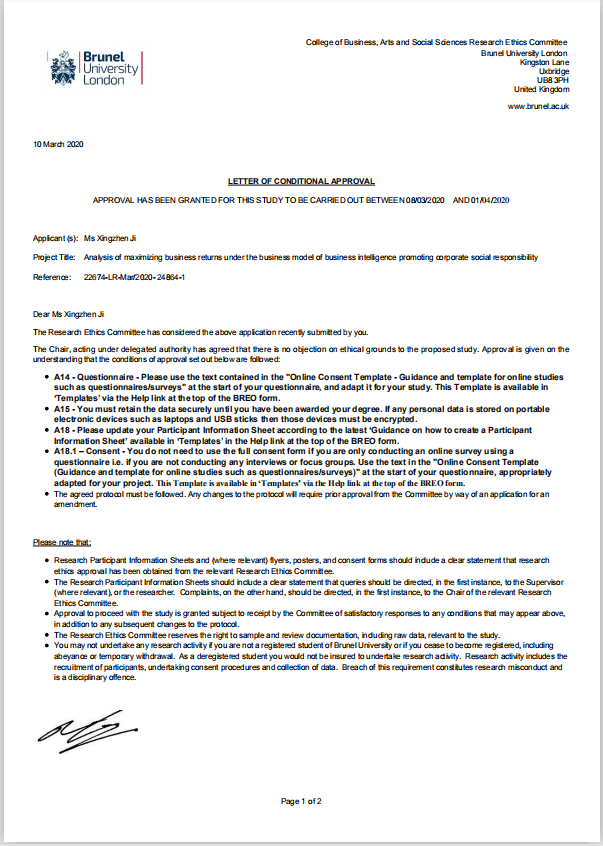 Brunel
University
London
College of Business, Arts and Social Sciences Research Ethics Committee
Brunel University London
Kingston Lane
Uxbridge
UB8 3PH
United Kingdom
www.brunel.ac.uk
10 March 2020
LETTER OF CONDITIONAL APPROVAL
APPROVAL HAS BEEN GRANTED FOR THIS STUDY TO BE CARRIED OUT BETWEEN 08/03/2020 AND 01/04/2020
Applicant (s): Ms Xingzhen Ji
Project Title: Analysis of maximizing business returns under the business model of business intelligence promoting corporate social responsibility
Reference: 22674-LR-Mar/2020- 24864-1
Dear Ms Xingzhen Ji
The Research Ethics Committee has considered the above application recently submitted by you.
The Chair, acting under delegated authority has agreed that there is no objection on ethical grounds to the proposed study. Approval is given on the
understanding that the conditions of approval set out below are followed:
• A14 - Questionnaire - Please use the text contained in the "Online Consent Template - Guidance and template for online studies
such as questionnaires/surveys" at the start of your questionnaire, and adapt it for your study. This Template is available in
‘Templates’ via the Help link at the top of the BREO form.
• A15 - You must retain the data securely until you have been awarded your degree. If any personal data is stored on portable
electronic devices such as laptops and USB sticks then those devices must be encrypted.
• A18 - Please update your Participant Information Sheet according to the latest ‘Guidance on how to create a Participant
Information Sheet’ available in ‘Templates’ in the Help link at the top of the BREO form.
• A18.1 – Consent - You do not need to use the full consent form if you are only conducting an online survey using a
questionnaire i.e. if you are not conducting any interviews or focus groups. Use the text in the "Online Consent Template
(Guidance and template for online studies such as questionnaires/surveys)" at the start of your questionnaire, appropriately
adapted for your project. This Template is available in ‘Templates’ via the Help link at the top of the BREO form.
• The agreed protocol must be followed. Any changes to the protocol will require prior approval from the Committee by way of an application for an
amendment.
Please note that:
• Research Participant Information Sheets and (where relevant) flyers, posters, and consent forms should include a clear statement that research
ethics approval has been obtained from the relevant Research Ethics Committee.
• The Research Participant Information Sheets should include a clear statement that queries should be directed, in the first instance, to the Supervisor
(where relevant), or the researcher. Complaints, on the other hand, should be directed, in the first instance, to the Chair of the relevant Research
Ethics Committee.
• Approval to proceed with the study is granted subject to receipt by the Committee of satisfactory responses to any conditions that may appear above,
in addition to any subsequent changes to the protocol.
• The Research Ethics Committee reserves the right to sample and review documentation, including raw data, relevant to the study.
• You may not undertake any research activity if you are not a registered student of Brunel University or if you cease to become registered, including
abeyance or temporary withdrawal. As a deregistered student you would not be insured to undertake research activity. Research activity includes the
recruitment of participants, undertaking consent procedures and collection of data. Breach of this requirement constitutes research misconduct and
is a disciplinary offence.
Page 1 of 2